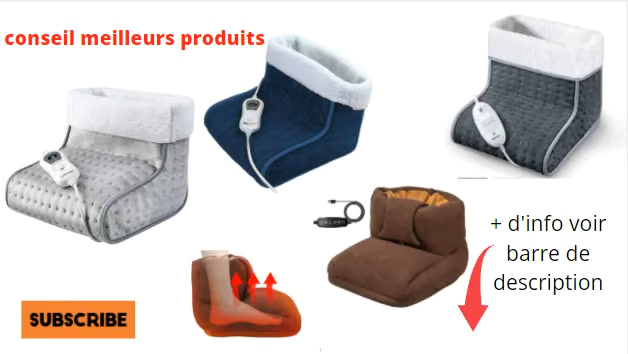 conseil meilleurs produits
+ d'info voir
barre de
description
SUBSCRIBE